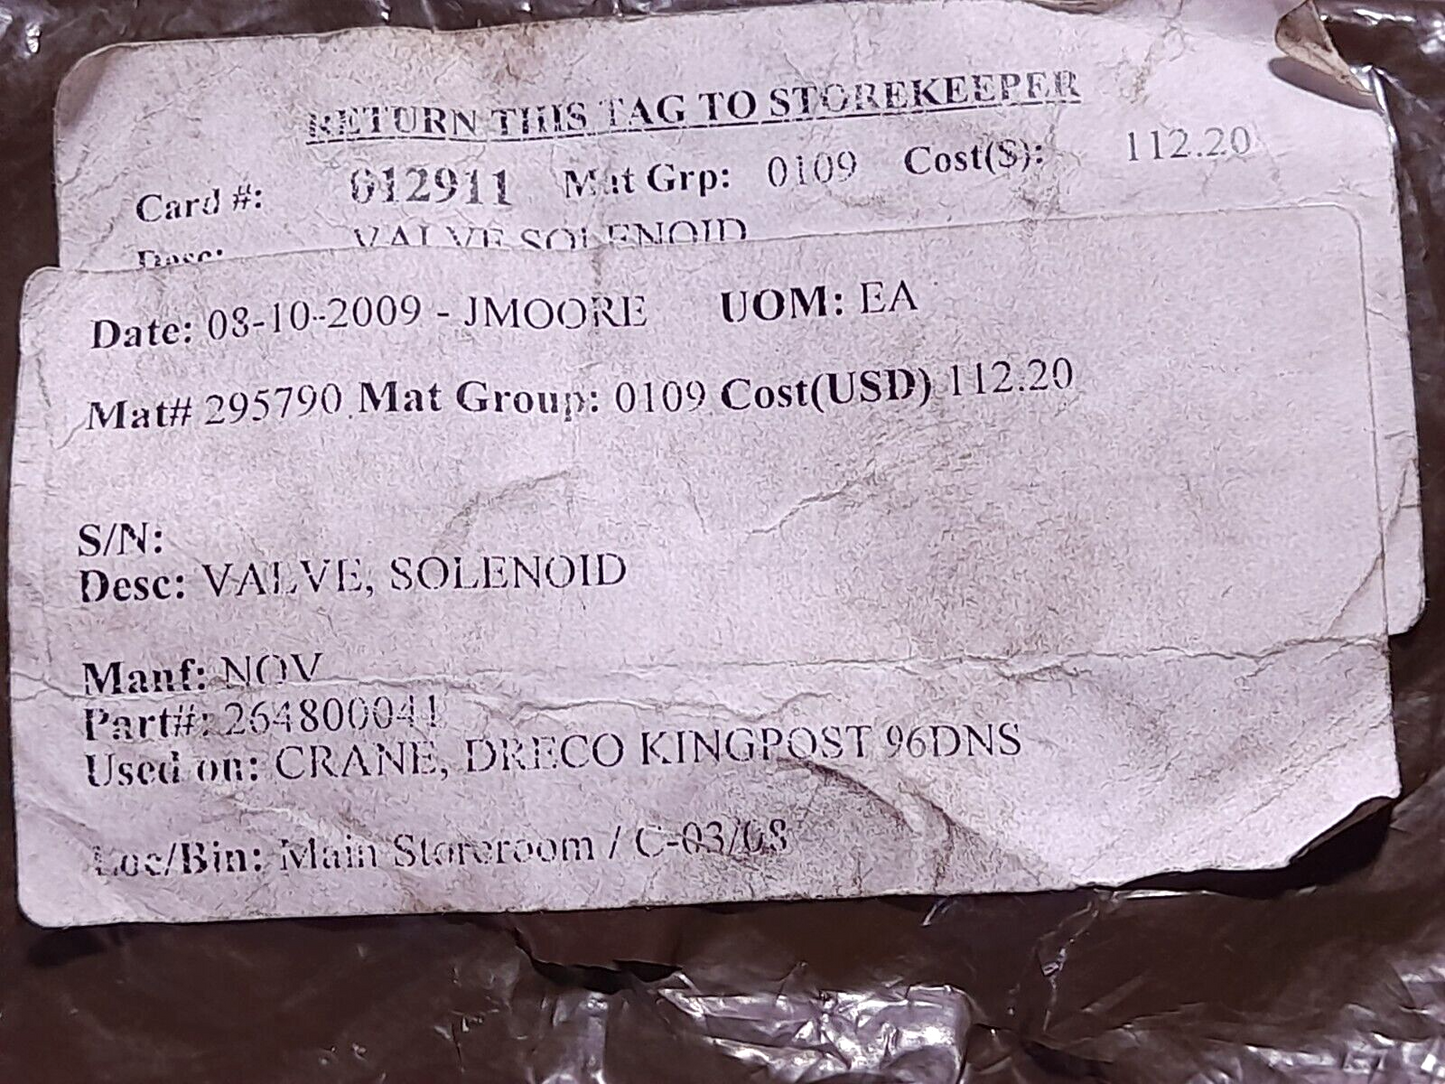 RETURN THIS TAG TO STOREKEEPER
Card #: 012911 Mat Grp: 0109 Cost($): 112.20
Desc: VALVE SOLENOID
Date: 08-10-2009 - JMOORE UOM: EA
Mat# 295790 Mat Group: 0109 Cost(USD) 112.20
S/N:
Desc: VALVE, SOLENOID
Manf: NOV
Part#: 264800041
Used on: CRANE, DRECO KINGPOST 96DNS
Loc/Bin: Main Storeroom / C-03/08